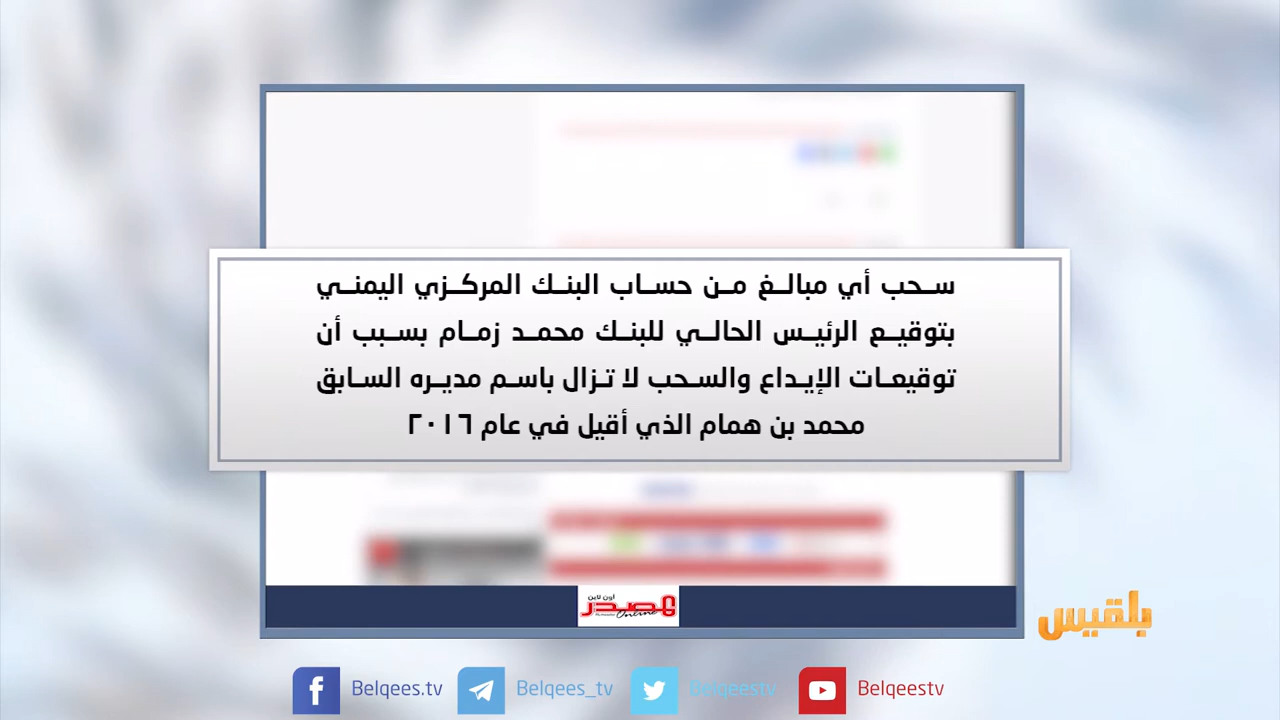 سحب أي مبالغ من حساب البنك المركزي اليمني
بتوقيع الرئيس الحالي للبنك محمد زمام بسبب أن
توقيعات الإيداع والسحب لا تزال باسم مديره السابق
محمد بن همام الذي أقيل في عام ٢٠١٦
اون لاين
المصدر
Online
بلقيس
Belqees.tv
Belqees_tv
Belqeestv
Belqeestv